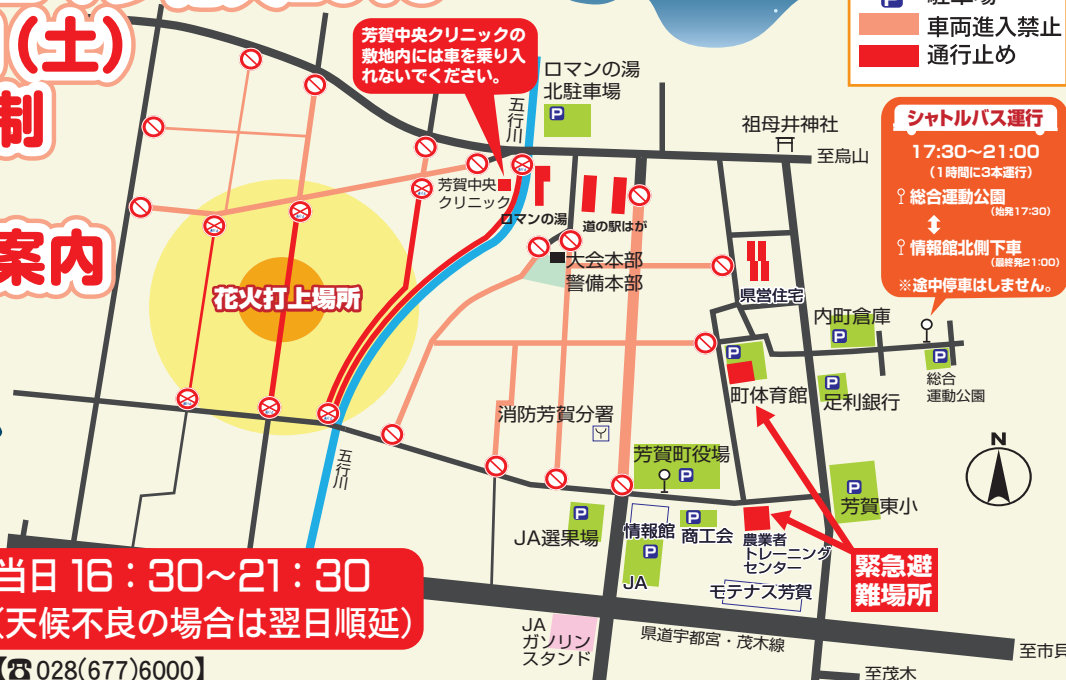 (土)
制
案内
駐車場
車両進入禁止
通行止め
芳賀中央クリニックの
敷地内には車を乗り入
れないでください。
ロマンの湯
北駐車場
五行川
祖母井神社
至烏山
シャトルバス運行
17:30〜21:00
(1時間に3本運行)
総合運動公園
(始発17:30)
情報館北側下車
(最終発21:00)
※途中停車はしません。
芳賀中央
クリニック
ロマンの湯
道の駅はが
大会本部
警備本部
県営住宅
花火打上場所
内町倉庫
総合
運動公園
町体育館
足利銀行
消防芳賀分署
芳賀町役場
五行川
N
芳賀東小
JA選果場
情報館
商工会
農業者
トレーニング
センター
JA
モテナス芳賀
緊急避
難場所
当日 16：30〜21：30
(天候不良の場合は翌日順延)
JA
ガソリン
スタンド
県道宇都宮・茂木線
至市貝
至茂木
【☎028(677)6000】